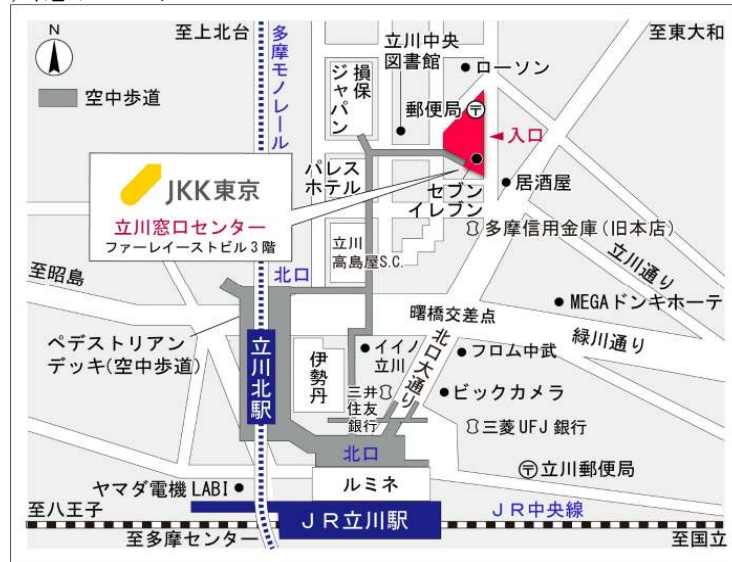 N
至上北台
多摩モノレール
立川中央
図書館
ローソン
至東大和
空中歩道
損保
ジャパン
郵便局
入口
JKK東京
立川窓口センター
ファーレイーストビル3階
パレス
ホテル
セブン
イレブン
居酒屋
多摩信用金庫(旧本店)
立川
高島屋S.C.
立川通り
北口
至昭島
曙橋交差点
MEGAドンキホーテ
緑川通り
ペデストリアン
デッキ(空中歩道)
立川北駅
伊勢丹
イイノ
立川
北口大通り
フロム中武
三井
住友
銀行
ビックカメラ
三菱UFJ銀行
北口
立川郵便局
ヤマダ電機LABI
ルミネ
至八王子
JR立川駅
JR中央線
至多摩センター
至国立